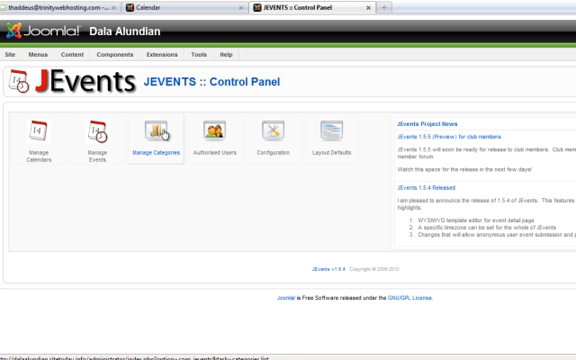 thaddeus@trinitywebhosting.com -...
Calendar
JEVENTS :: Control Panel
Joomla! Dala Alundian
Site Menus Content Components Extensions Tools Help
JEvents JEVENTS :: Control Panel
14 14
Manage Calendars
Manage Events
Manage Categories
Authorised Users
Configuration
Layout Defaults
JEvents Project News
JEvents 1.5.5 (Preview) for club members
JEvents 1.5.5 will soon be ready for release to club members. Club mem
member forum
Watch this space for the release in the next few days!
JEvents 1.5.4 Released
I am pleased to announce the release of 1.5.4 of JEvents. This features
highlights:
1. WYSIWYG template editor for event detail page
2. A specific timezone can be set for the whole of JEvents
3. Changes that will allow anonymous user event submission and
JEvents v1.5.4 Copyright © 2006-2010
Joomla! is Free Software released under the GNU/GPL License.